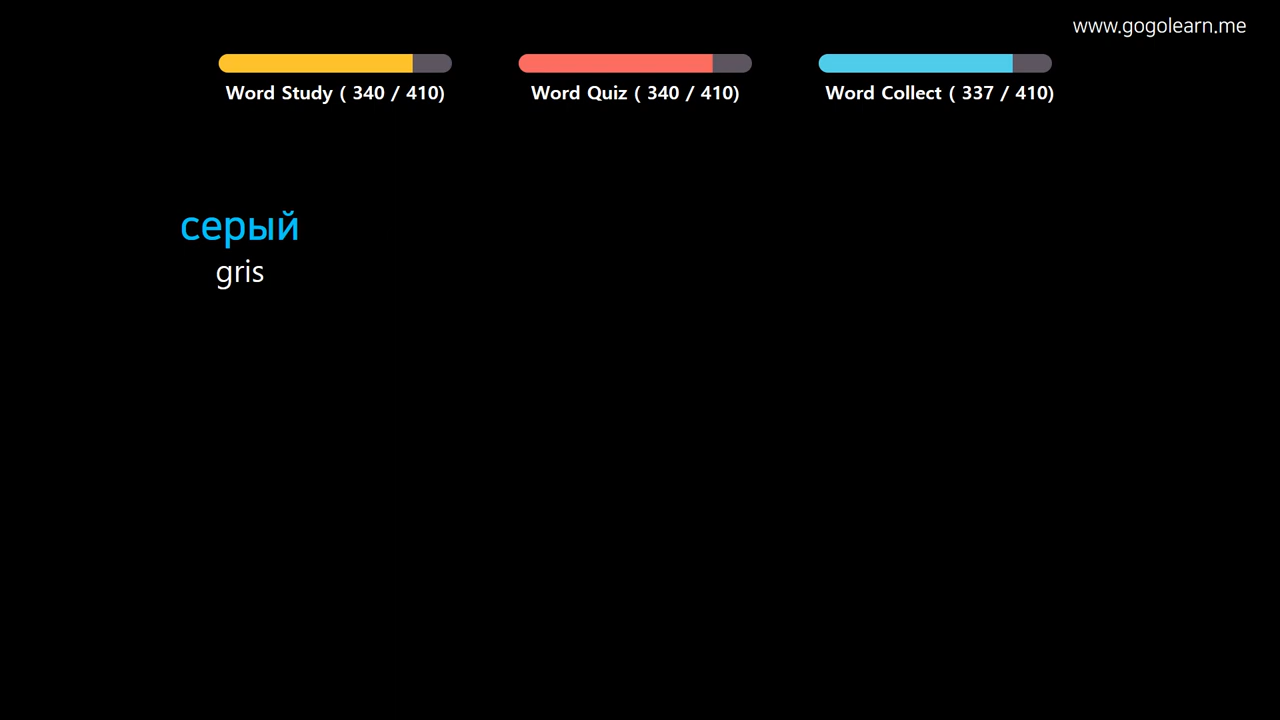 www.gogolearn.me
Word Study ( 340 / 410)
Word Quiz ( 340 / 410)
Word Collect ( 337 / 410)
серый
gris